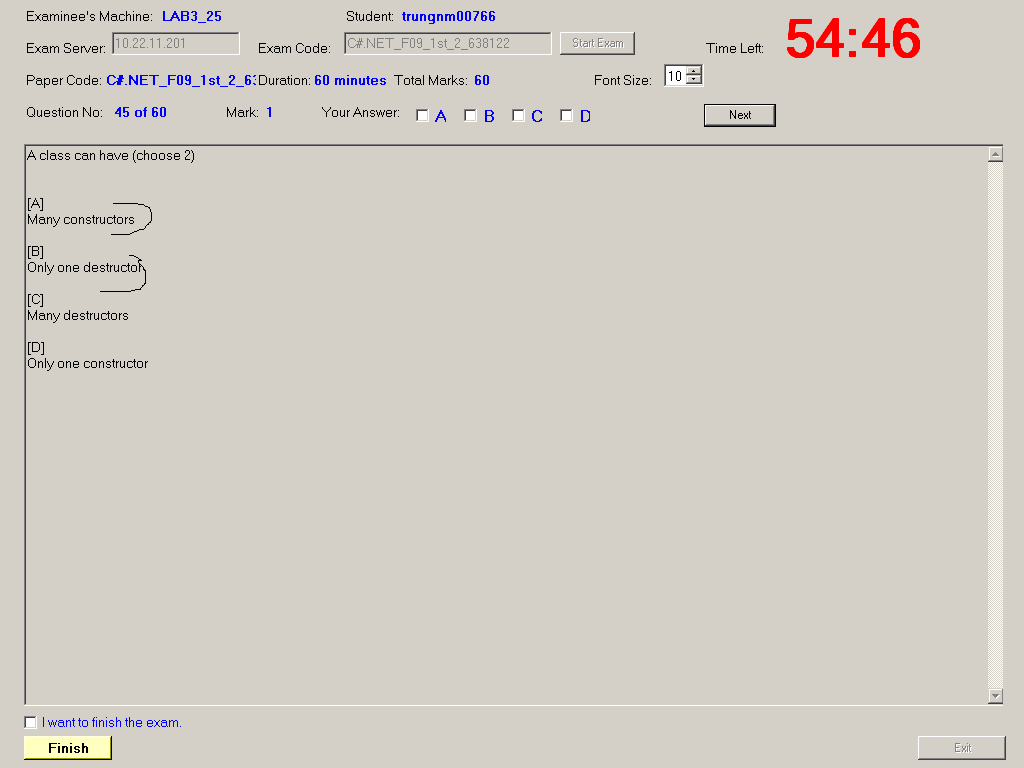 Examinee's Machine: LAB3_25 Student: trungnm00766
Exam Server: 10.22.11.201 Exam Code: C#.NET_F09_1st_2_638122 Start Exam Time Left: 54:46
Paper Code: C#.NET_F09_1st_2_6 Duration: 60 minutes Total Marks: 60 Font Size: 10
Question No: 45 of 60 Mark: 1 Your Answer: A B C D Next
A class can have (choose 2)
[A]
Many constructors
[B]
Only one destructor
[C]
Many destructors
[D]
Only one constructor
I want to finish the exam.
Finish Exit